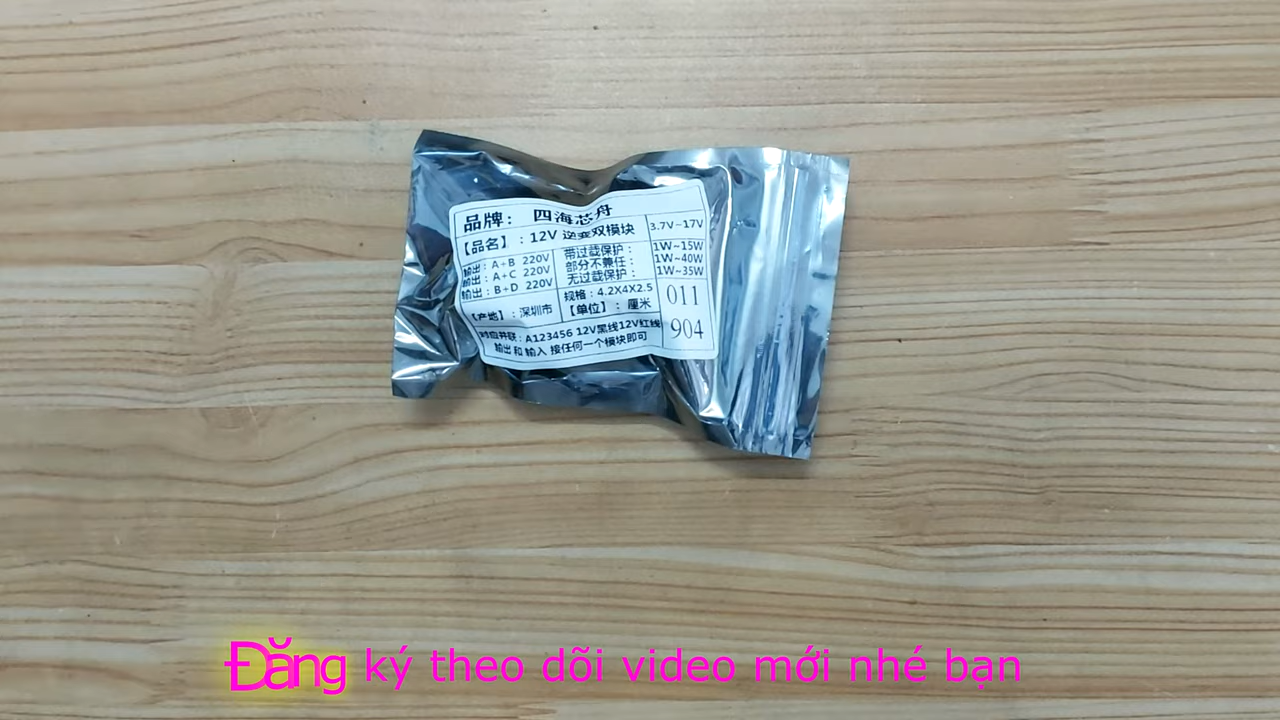 品牌： 四海芯舟
【品名】：12V 逆变双模块 3.7V~17V
输出：A+B 220V
输出：A+C 220V
输出：B+D 220V
带过载保护： 1W~15W
部分不兼任： 1W~40W
无过载保护： 1W~35W
【产地】：深圳市
规格：4.2X4X2.5
【单位】： 厘米
011
904
对应并联：A123456 12V黑线12V红线
输出 和 输入 接任何一个模块即可
Đăng ký theo dõi video mới nhé bạn